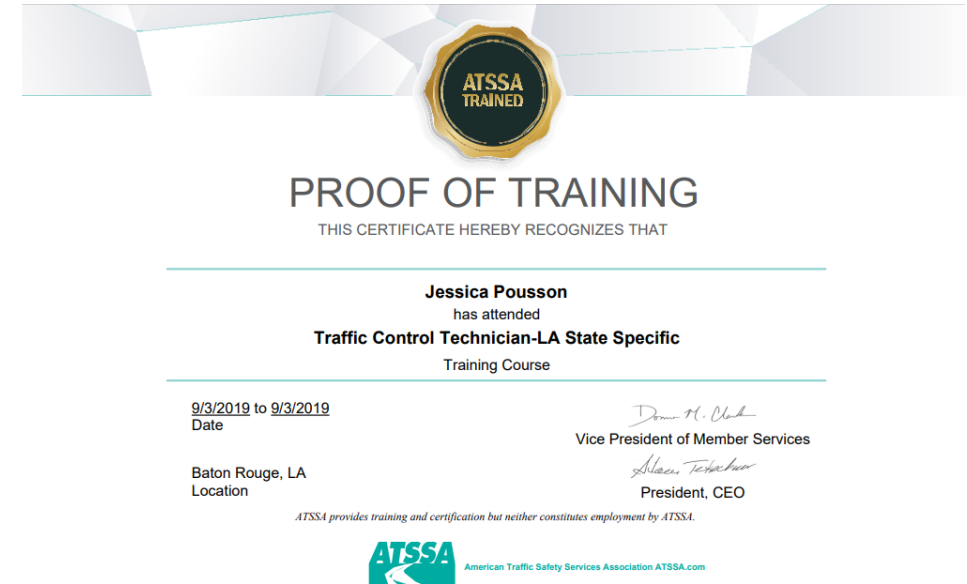 ATSSA
TRAINED
PROOF OF TRAINING
THIS CERTIFICATE HEREBY RECOGNIZES THAT
Jessica Pousson
has attended
Traffic Control Technician-LA State Specific
Training Course
9/3/2019 to 9/3/2019
Date
Donna M. Clark
Vice President of Member Services
Baton Rouge, LA
Location
President, CEO
ATSSA provides training and certification but neither constitutes employment by ATSSA.
ATSSA
American Traffic Safety Services Association ATSSA.com